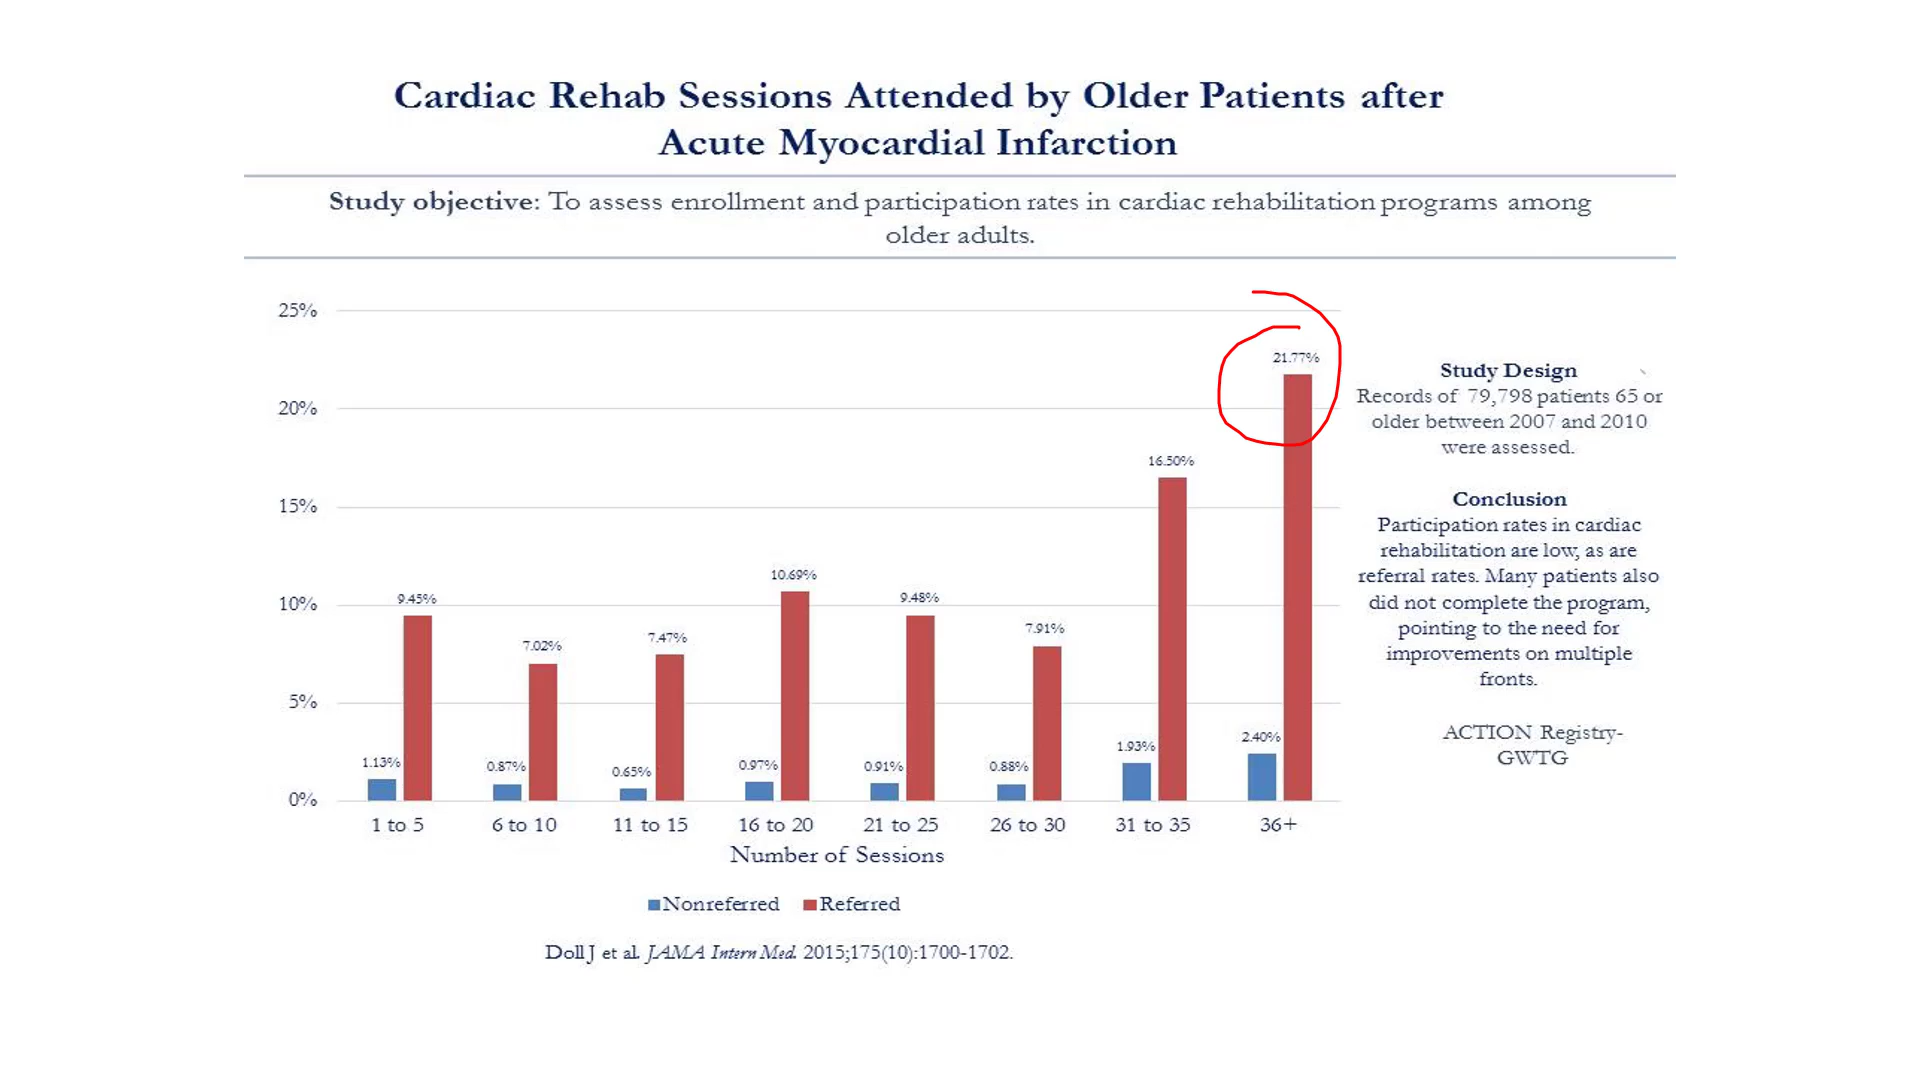 Cardiac Rehab Sessions Attended by Older Patients after
Acute Myocardial Infarction
Study objective: To assess enrollment and participation rates in cardiac rehabilitation programs among
older adults.
25%
20%
15%
10%
5%
0%
1.13%
9.45%
0.87%
7.02%
0.65%
7.47%
0.97%
10.69%
0.91%
9.48%
0.88%
7.91%
1.93%
16.50%
2.40%
21.77%
1 to 5
6 to 10
11 to 15
16 to 20
21 to 25
26 to 30
31 to 35
36+
Number of Sessions
Nonreferred
Referred
Study Design
Records of 79,798 patients 65 or
older between 2007 and 2010
were assessed.
Conclusion
Participation rates in cardiac
rehabilitation are low, as are
referral rates. Many patients also
did not complete the program,
pointing to the need for
improvements on multiple
fronts.
ACTION Registry-
GWTG
Doll J et al. JAMA Intern Med. 2015;175(10):1700-1702.